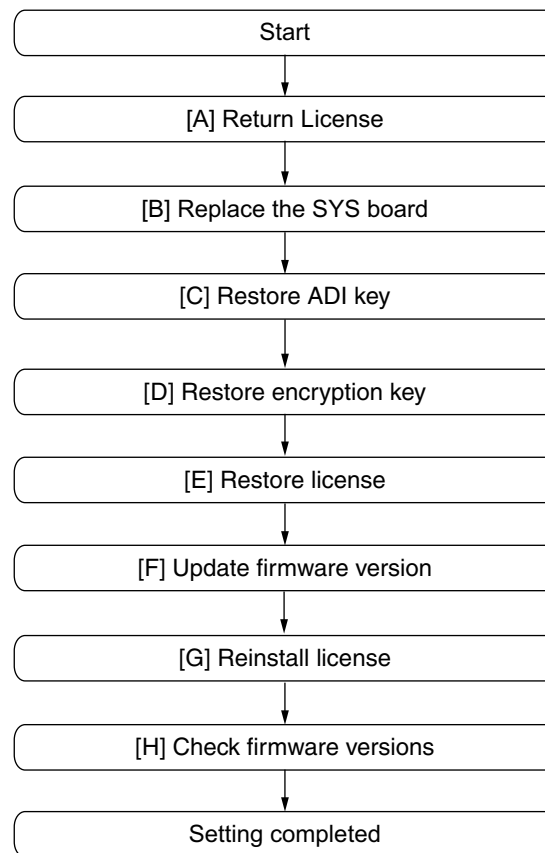 Start
[A] Return License
[B] Replace the SYS board
[C] Restore ADI key
[D] Restore encryption key
[E] Restore license
[F] Update firmware version
[G] Reinstall license
[H] Check firmware versions
Setting completed